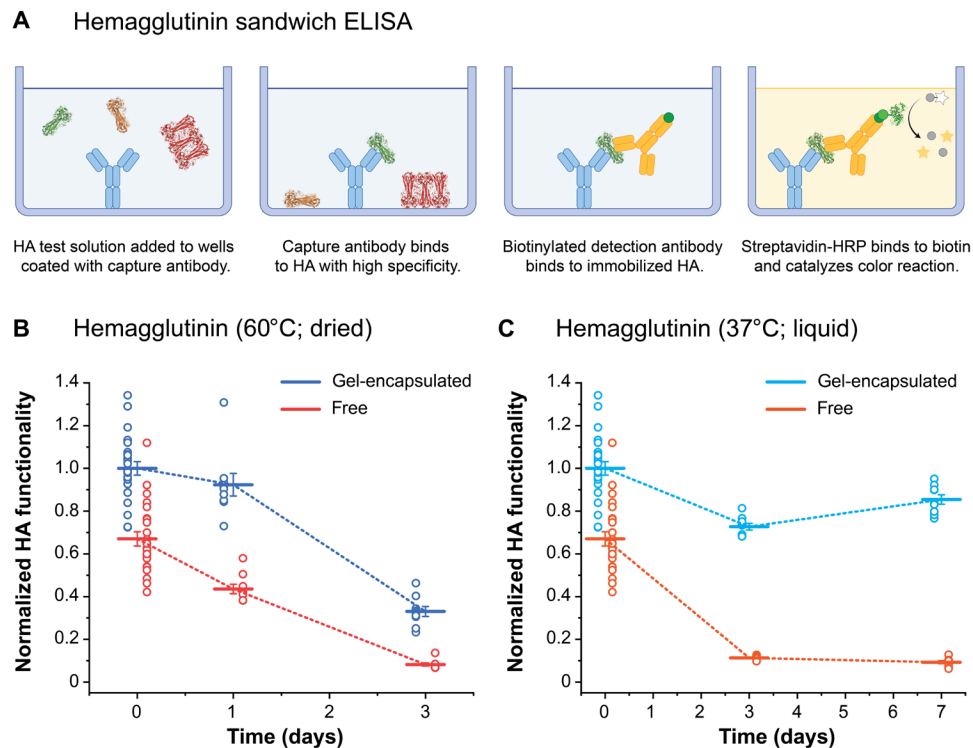 A Hemagglutinin sandwich ELISA
HA test solution added to wells
coated with capture antibody.
Capture antibody binds
to HA with high specificity.
Biotinylated detection antibody
binds to immobilized HA.
Streptavidin-HRP binds to biotin
and catalyzes color reaction.
B Hemagglutinin (60°C; dried)
Normalized HA functionality
1.4
1.2
1.0
0.8
0.6
0.4
0.2
0
Gel-encapsulated
Free
0 1 2 3
Time (days)
C Hemagglutinin (37°C; liquid)
Normalized HA functionality
1.4
1.2
1.0
0.8
0.6
0.4
0.2
0
Gel-encapsulated
Free
0 1 2 3 4 5 6 7
Time (days)